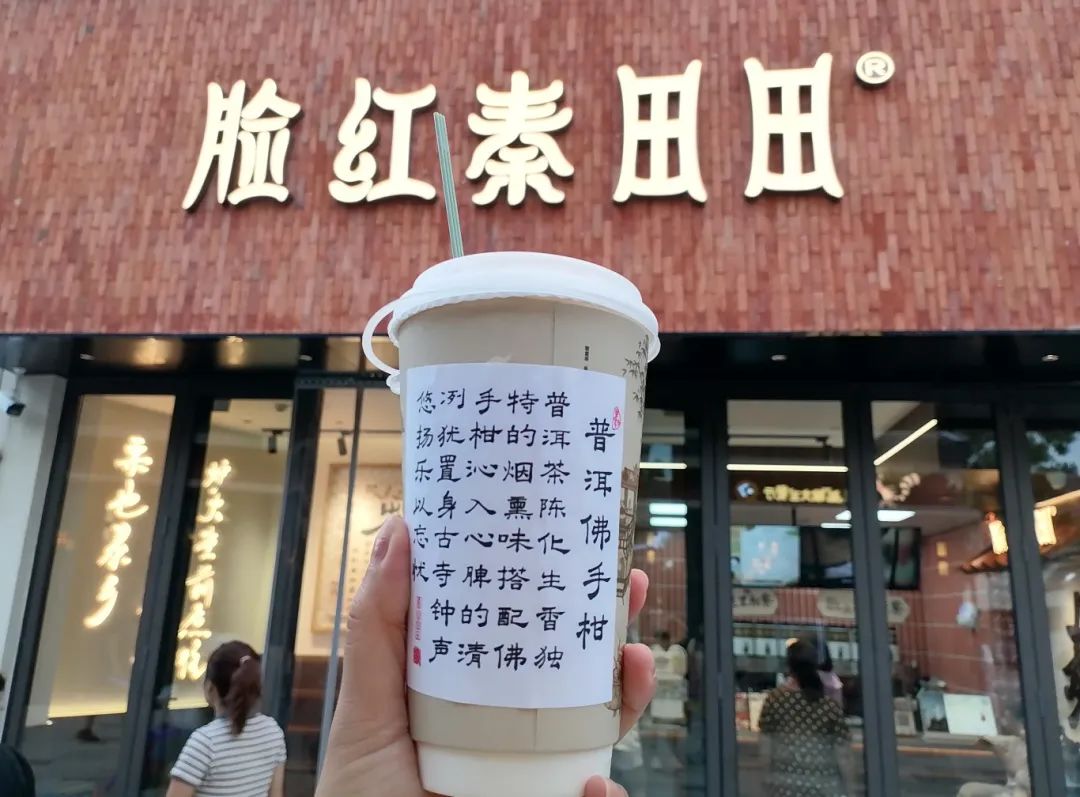 脸红秦田田®
普洱佛手柑
普洱茶陈化生香独
特的烟熏味搭配佛
手柑沁入心脾的清
冽犹置身古寺钟声
悠扬乐以忘忧